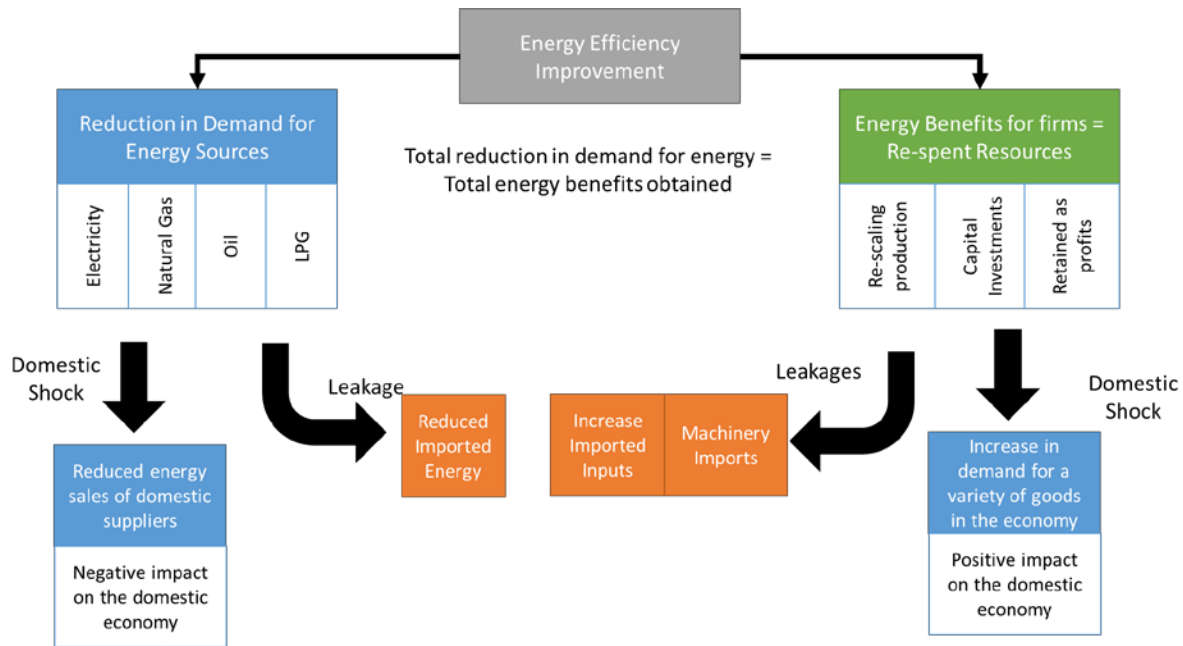 Energy Efficiency
Improvement
Reduction in Demand for
Energy Sources
Electricity
Natural Gas
Oil
LPG
Total reduction in demand for energy =
Total energy benefits obtained
Energy Benefits for firms =
Re-spent Resources
Re-scaling
production
Capital
Investments
Retained as
profits
Domestic
Shock
Leakage
Leakages
Domestic
Shock
Reduced energy
sales of domestic
suppliers
Negative impact
on the domestic
economy
Reduced
Imported
Energy
Increase
Imported
Inputs
Machinery
Imports
Increase in
demand for a
variety of goods
in the economy
Positive impact
on the domestic
economy